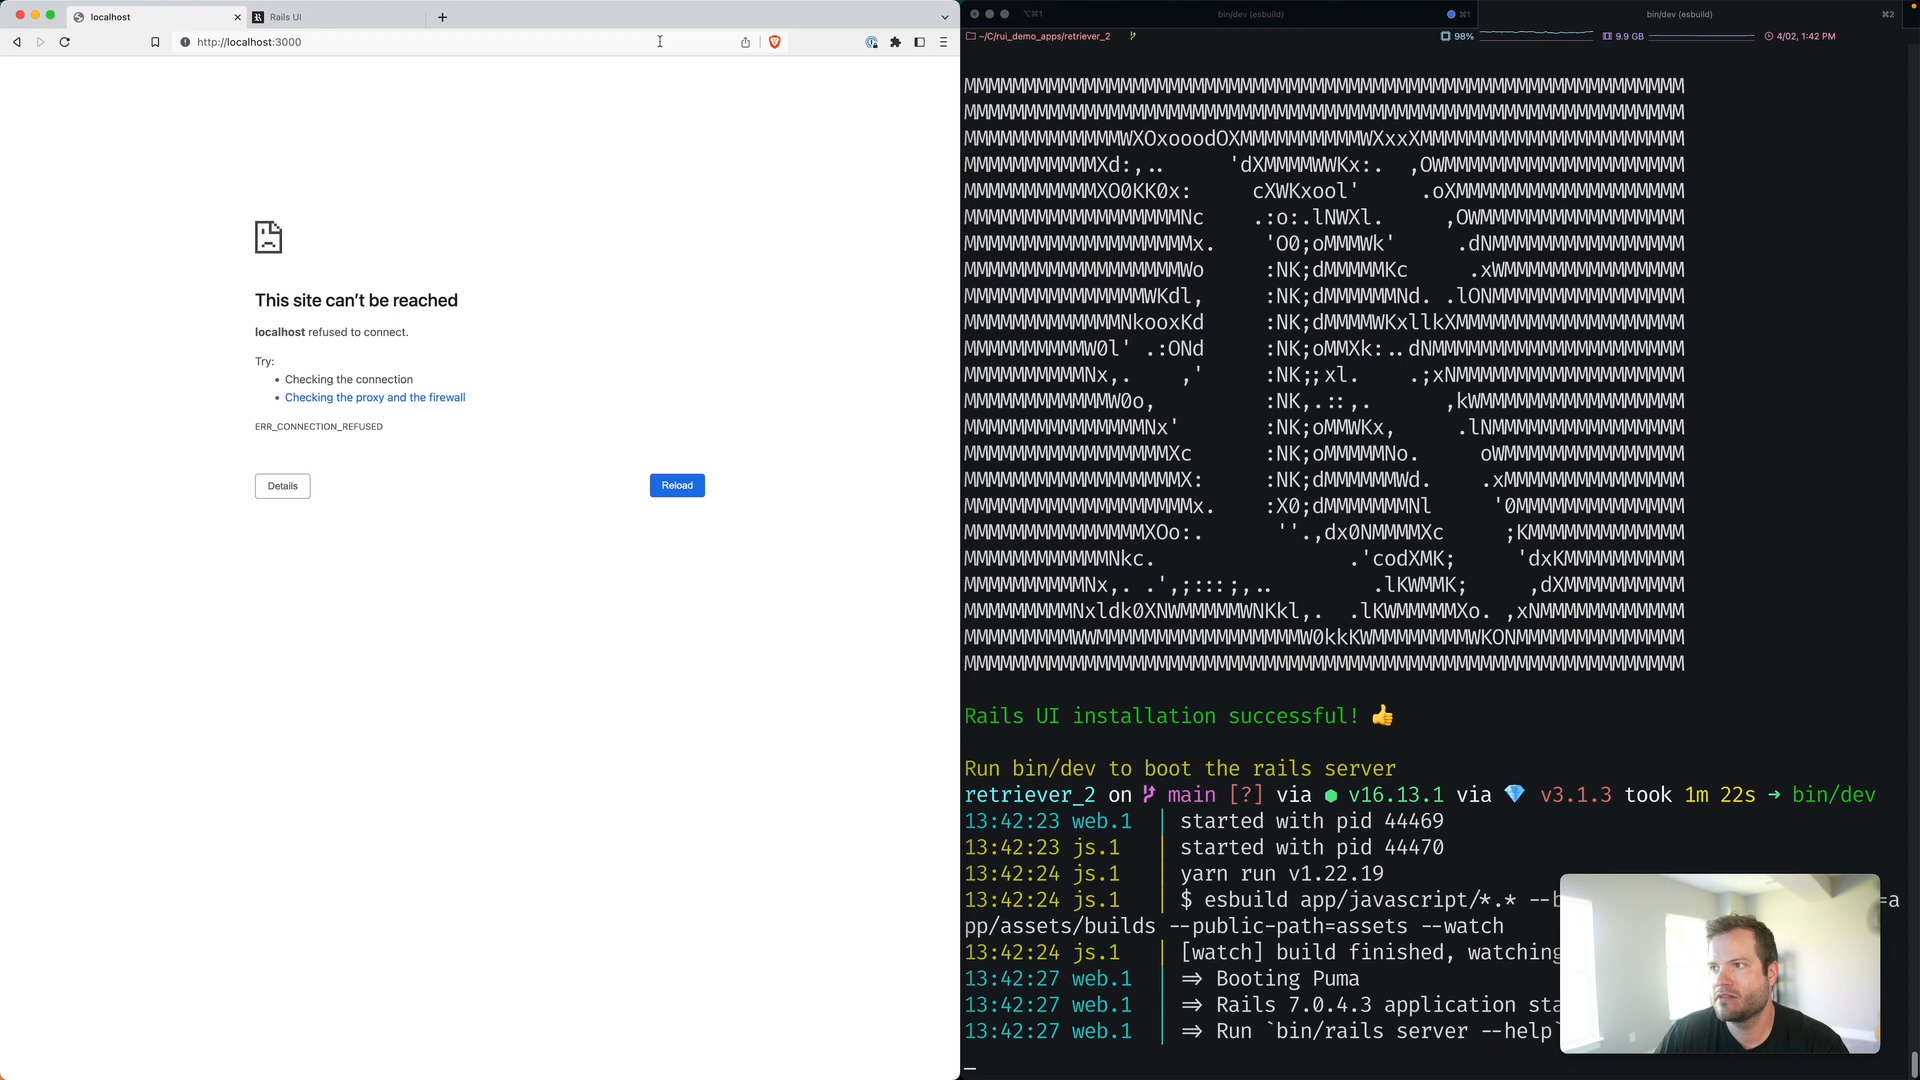 localhost
Rails UI
http://localhost:3000
This site can’t be reached
localhost refused to connect.
Try:
Checking the connection
Checking the proxy and the firewall
ERR_CONNECTION_REFUSED
Details
Reload
⌥⌘1
bin/dev (esbuild)
⌘1
bin/dev (esbuild)
⌘2
~/C/rui_demo_apps/retriever_2
98%
9.9 GB
4/02, 1:42 PM
Rails UI installation successful! 👍
Run bin/dev to boot the rails server
retriever_2 on main [?] via ⬢ v16.13.1 via 💎 v3.1.3 took 1m 22s → bin/dev
13:42:23 web.1 | started with pid 44469
13:42:23 js.1 | started with pid 44470
13:42:24 js.1 | yarn run v1.22.19
13:42:24 js.1 | $ esbuild app/javascript/*.* --b =a
pp/assets/builds --public-path=assets --watch
13:42:24 js.1 | [watch] build finished, watching
13:42:27 web.1 | => Booting Puma
13:42:27 web.1 | => Rails 7.0.4.3 application sta
13:42:27 web.1 | => Run `bin/rails server --help`